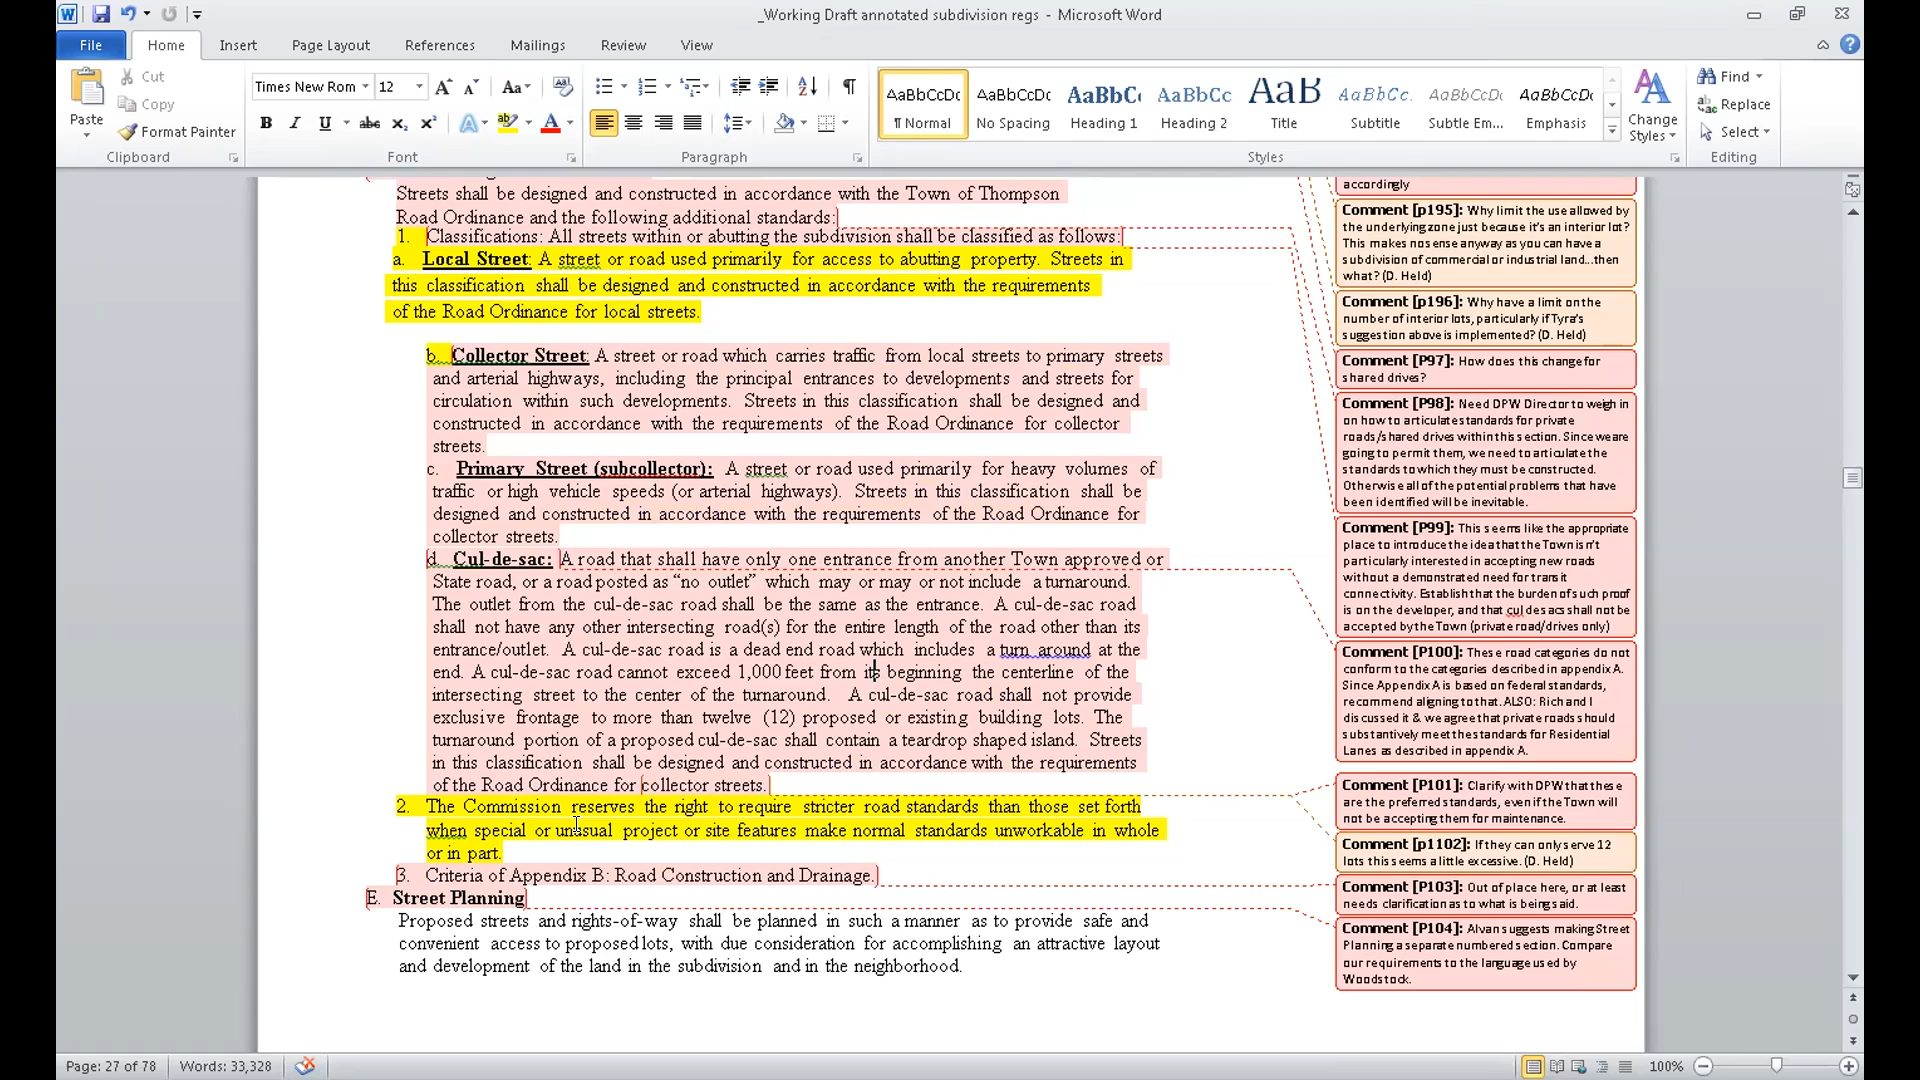 _Working Draft annotated subdivision regs - Microsoft Word
File Home Insert Page Layout References Mailings Review View
Paste
Cut
Copy
Format Painter
Clipboard
Times New Rom 12
Font
Paragraph
AaBbCcDc AaBbCcDc AaBbC( AaBbCc AaB AaBbCc. AaBbCcDc AaBbCcDc
¶ Normal No Spacing Heading 1 Heading 2 Title Subtitle Subtle Em... Emphasis
Change Styles
Styles
Find
Replace
Select
Editing
Streets shall be designed and constructed in accordance with the Town of Thompson
Road Ordinance and the following additional standards:
1. Classifications: All streets within or abutting the subdivision shall be classified as follows:
a. Local Street: A street or road used primarily for access to abutting property. Streets in
this classification shall be designed and constructed in accordance with the requirements
of the Road Ordinance for local streets.
b. Collector Street: A street or road which carries traffic from local streets to primary streets
and arterial highways, including the principal entrances to developments and streets for
circulation within such developments. Streets in this classification shall be designed and
constructed in accordance with the requirements of the Road Ordinance for collector
streets.
c. Primary Street (subcollector): A street or road used primarily for heavy volumes of
traffic or high vehicle speeds (or arterial highways). Streets in this classification shall be
designed and constructed in accordance with the requirements of the Road Ordinance for
collector streets.
d. Cul-de-sac: A road that shall have only one entrance from another Town approved or
State road, or a road posted as “no outlet” which may or may or not include a turnaround.
The outlet from the cul-de-sac road shall be the same as the entrance. A cul-de-sac road
shall not have any other intersecting road(s) for the entire length of the road other than its
entrance/outlet. A cul-de-sac road is a dead end road which includes a turn around at the
end. A cul-de-sac road cannot exceed 1,000 feet from its beginning the centerline of the
intersecting street to the center of the turnaround. A cul-de-sac road shall not provide
exclusive frontage to more than twelve (12) proposed or existing building lots. The
turnaround portion of a proposed cul-de-sac shall contain a teardrop shaped island. Streets
in this classification shall be designed and constructed in accordance with the requirements
of the Road Ordinance for collector streets.
2. The Commission reserves the right to require stricter road standards than those set forth
when special or unusual project or site features make normal standards unworkable in whole
or in part.
3. Criteria of Appendix B: Road Construction and Drainage.
E. Street Planning
Proposed streets and rights-of-way shall be planned in such a manner as to provide safe and
convenient access to proposed lots, with due consideration for accomplishing an attractive layout
and development of the land in the subdivision and in the neighborhood.
accordingly
Comment [p195]: Why limit the use allowed by
the underlying zone just because it's an interior lot?
This makes no sense anyway as you can have a
subdivision of commercial or industrial land...then
what? (D. Held)
Comment [p196]: Why have a limit on the
number of interior lots, particularly if Tyra's
suggestion above is implemented? (D. Held)
Comment [P97]: How does this change for
shared drives?
Comment [P98]: Need DPW Director to weigh in
on how to articulate standards for private
roads/shared drives within this section. Since we are
going to permit them, we need to articulate the
standards to which they must be constructed.
Otherwise all of the potential problems that have
been identified will be inevitable.
Comment [P99]: This seems like the appropriate
place to introduce the idea that the Town isn't
particularly interested in accepting new roads
without a demonstrated need for transit
connectivity. Establish that the burden of such proof
is on the developer, and that cul des acs shall not be
accepted by the Town (private road/drives only)
Comment [P100]: These road categories do not
conform to the categories described in appendix A.
Since Appendix A is based on federal standards,
recommend aligning to that. ALSO: Rich and I
discussed it & we agree that private roads should
substantively meet the standards for Residential
Lanes as described in appendix A.
Comment [P101]: Clarify with DPW that these
are the preferred standards, even if the Town will
not be accepting them for maintenance.
Comment [p1102]: If they can only serve 12
lots this seems a little excessive. (D. Held)
Comment [P103]: Out of place here, or at least
needs clarification as to what is being said.
Comment [P104]: Alvan suggests making Street
Planning a separate numbered section. Compare
our requirements to the language used by
Woodstock.
Page: 27 of 78 Words: 33,328 100%